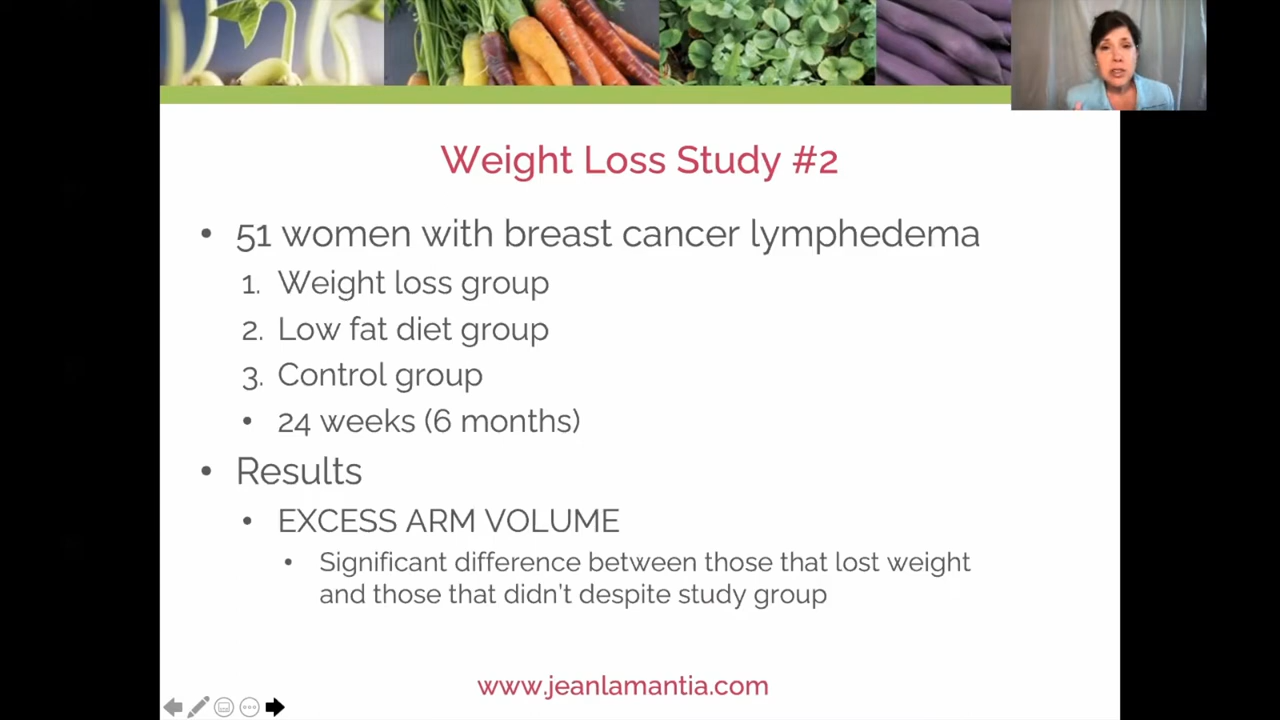 Weight Loss Study #2
• 51 women with breast cancer lymphedema
1. Weight loss group
2. Low fat diet group
3. Control group
• 24 weeks (6 months)
• Results
• EXCESS ARM VOLUME
• Significant difference between those that lost weight
and those that didn't despite study group
www.jeanlamantia.com